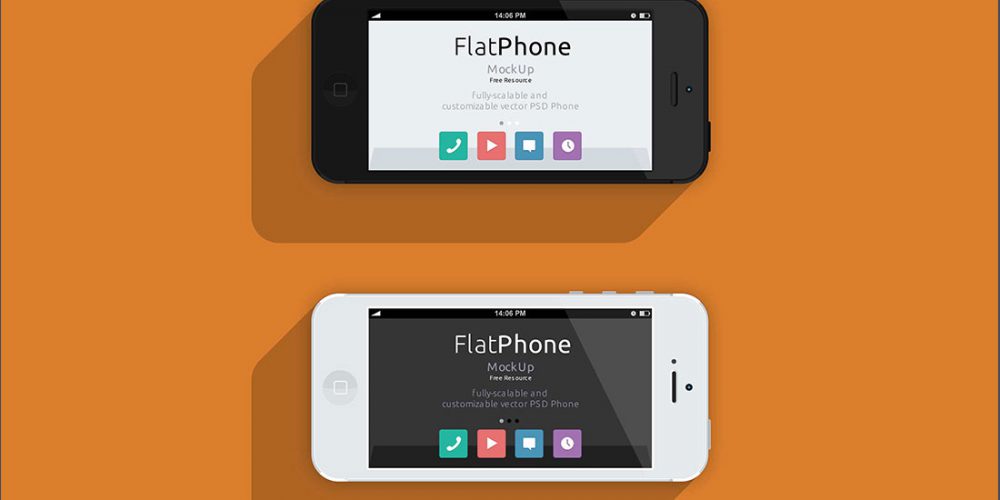 14:06 PM
FlatPhone
MockUp
Free Resource
fully-scalable and
customizable vector PSD Phone
14:06 PM
FlatPhone
MockUp
Free Resource
fully-scalable and
customizable vector PSD Phone